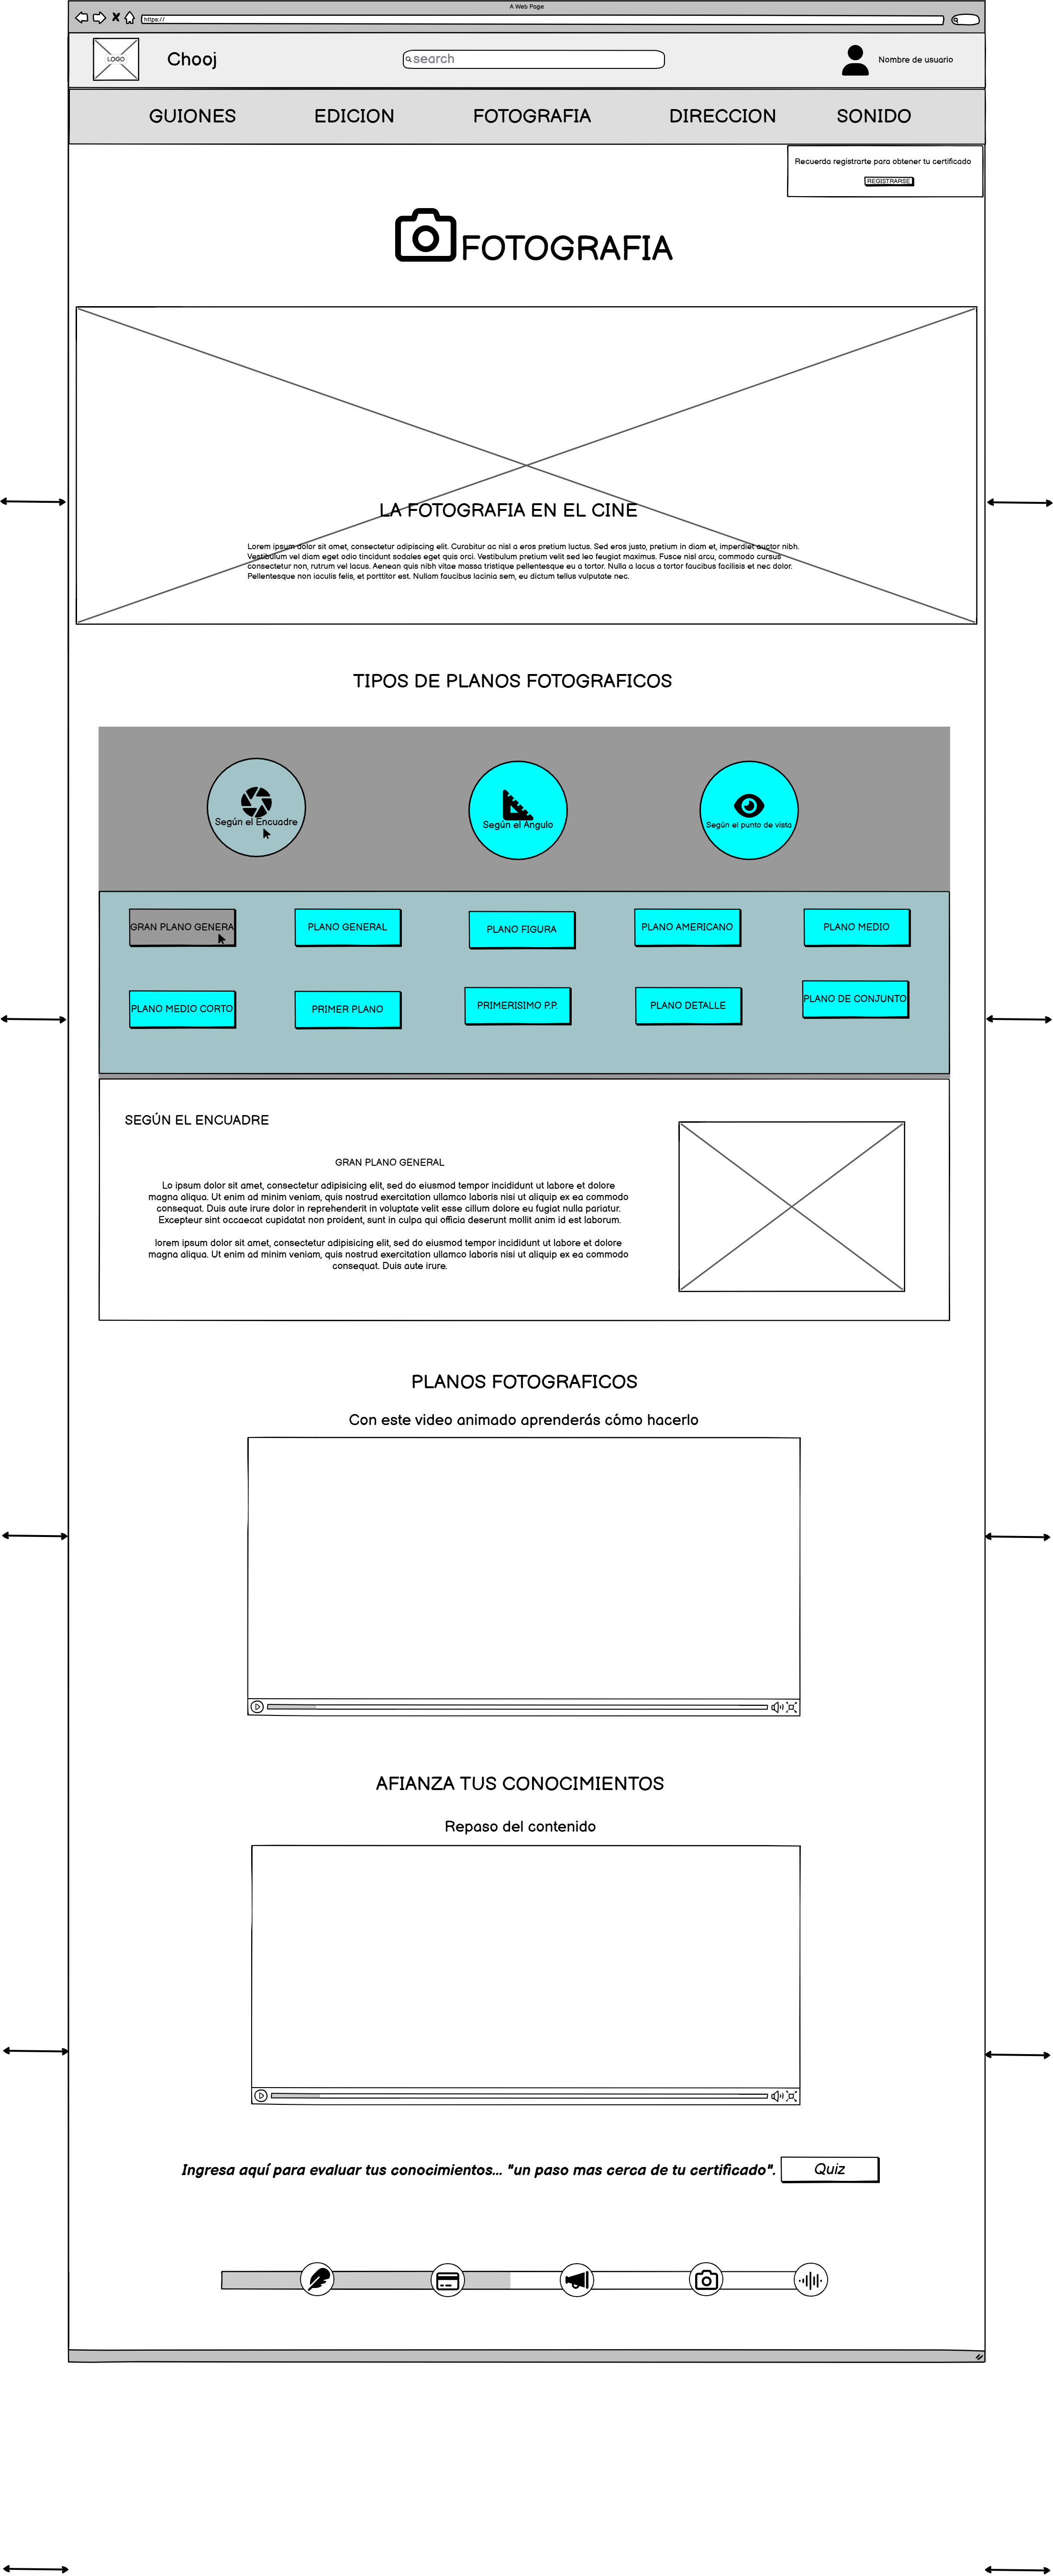 A Web Page
https://
LOGO
Chooj
search
Nombre de usuario
GUIONES
EDICION
FOTOGRAFIA
DIRECCION
SONIDO
Recuerda registrarte para obtener tu certificado
REGISTRARSE
FOTOGRAFIA
LA FOTOGRAFIA EN EL CINE
Lorem ipsum dolor sit amet, consectetur adipiscing elit. Curabitur ac nisl a eros pretium luctus. Sed eros justo, pretium in diam et, imperdiet auctor nibh.
Vestibulum vel diam eget odio tincidunt sodales eget quis orci. Vestibulum pretium velit sed leo feugiat maximus. Fusce nisl arcu, commodo cursus
consectetur non, rutrum vel lacus. Aenean quis nibh vitae massa tristique pellentesque eu a tortor. Nulla a lacus a tortor faucibus facilisis et nec dolor.
Pellentesque non iaculis felis, et porttitor est. Nullam faucibus lacinia sem, eu dictum tellus vulputate nec.
TIPOS DE PLANOS FOTOGRAFICOS
Según el Encuadre
Según el Angulo
Según el punto de vista
GRAN PLANO GENERA
PLANO GENERAL
PLANO FIGURA
PLANO AMERICANO
PLANO MEDIO
PLANO MEDIO CORTO
PRIMER PLANO
PRIMERISIMO P.P.
PLANO DETALLE
PLANO DE CONJUNTO
SEGÚN EL ENCUADRE
GRAN PLANO GENERAL
Lo ipsum dolor sit amet, consectetur adipisicing elit, sed do eiusmod tempor incididunt ut labore et dolore
magna aliqua. Ut enim ad minim veniam, quis nostrud exercitation ullamco laboris nisi ut aliquip ex ea commodo
consequat. Duis aute irure dolor in reprehenderit in voluptate velit esse cillum dolore eu fugiat nulla pariatur.
Excepteur sint occaecat cupidatat non proident, sunt in culpa qui officia deserunt mollit anim id est laborum.
lorem ipsum dolor sit amet, consectetur adipisicing elit, sed do eiusmod tempor incididunt ut labore et dolore
magna aliqua. Ut enim ad minim veniam, quis nostrud exercitation ullamco laboris nisi ut aliquip ex ea commodo
consequat. Duis aute irure.
PLANOS FOTOGRAFICOS
Con este video animado aprenderás cómo hacerlo
AFIANZA TUS CONOCIMIENTOS
Repaso del contenido
Ingresa aquí para evaluar tus conocimientos... "un paso mas cerca de tu certificado".
Quiz